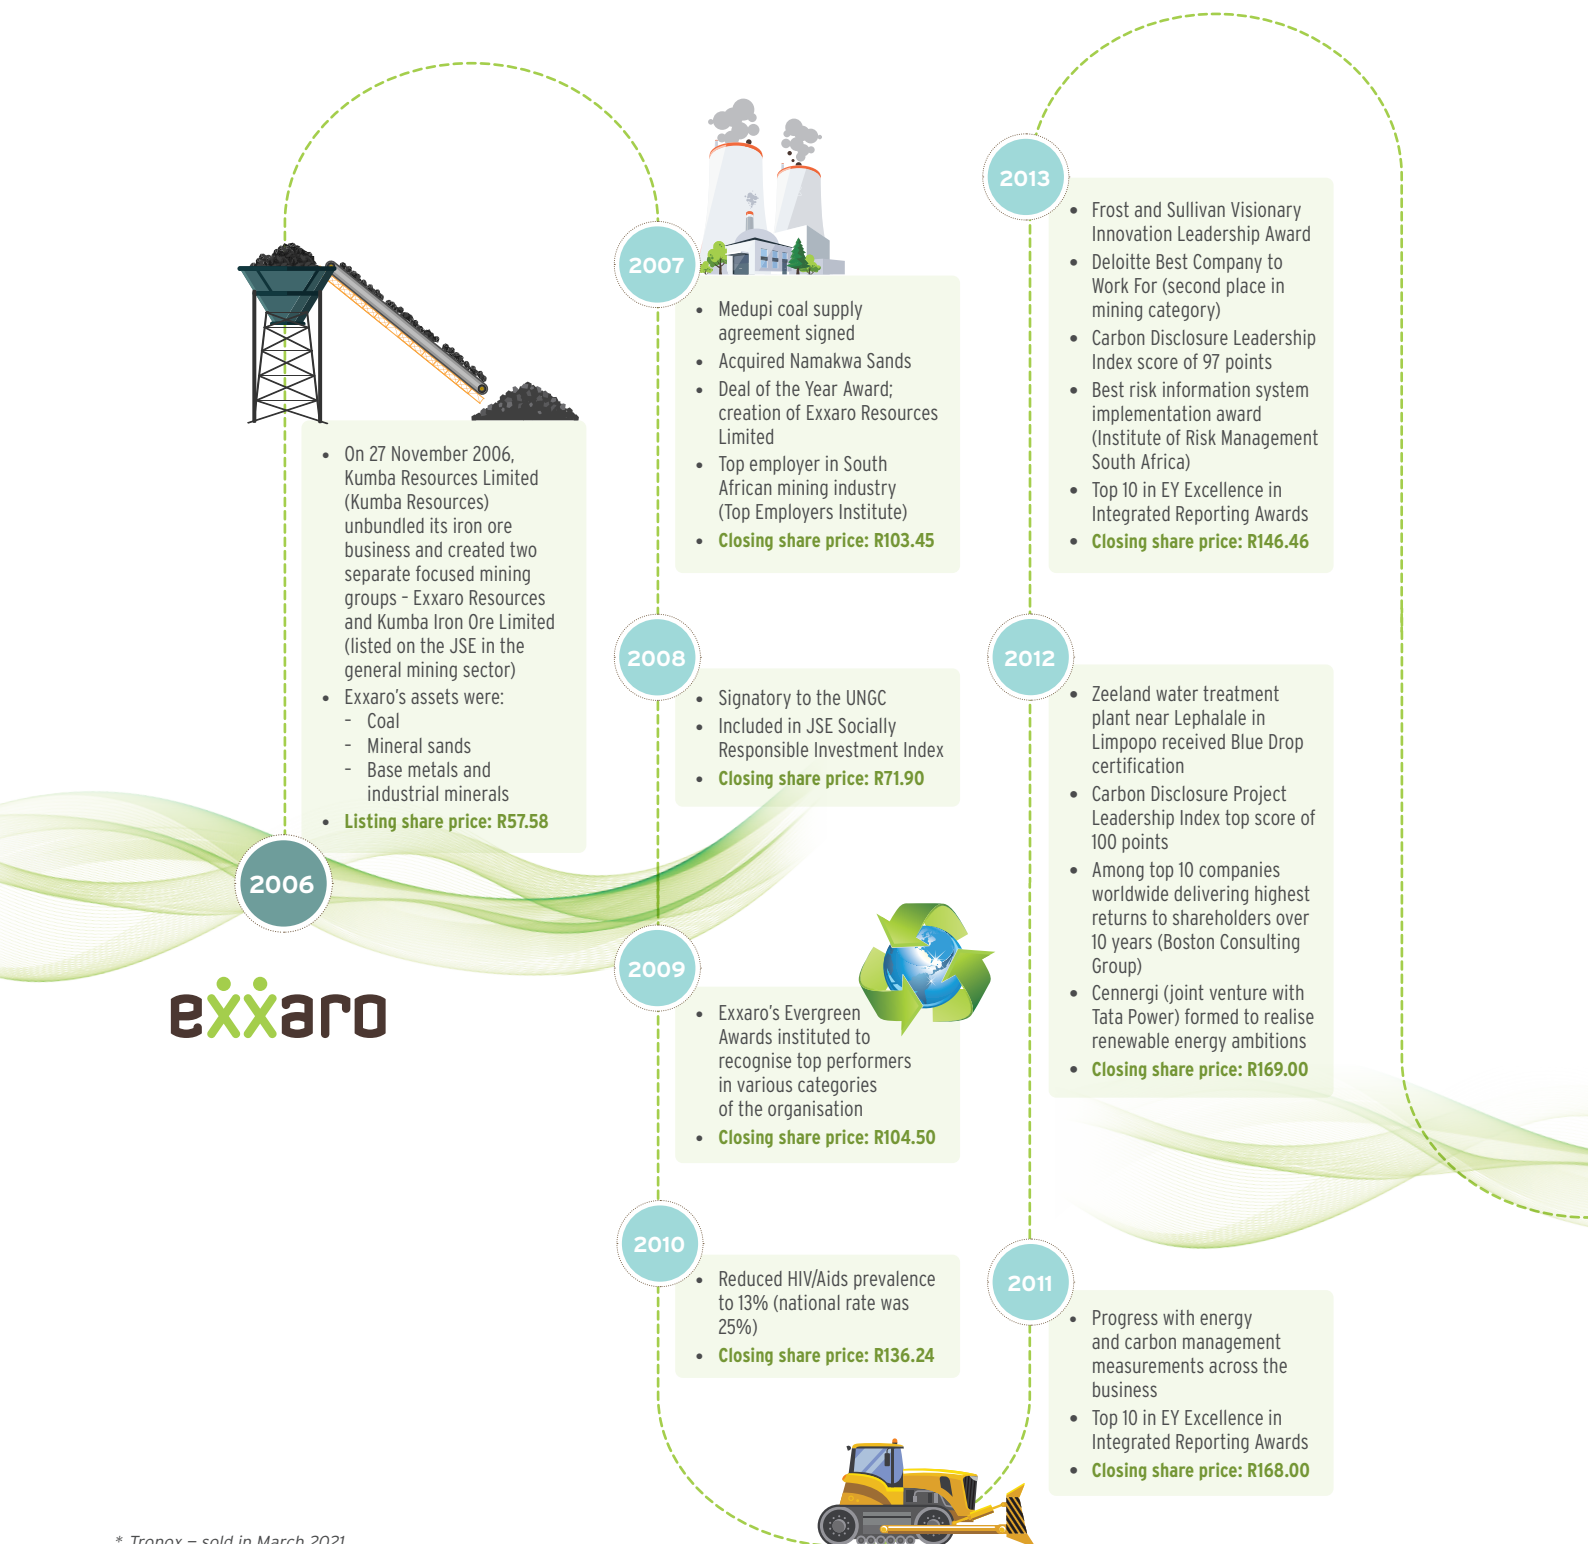 2006
• On 27 November 2006,
Kumba Resources Limited
(Kumba Resources)
unbundled its iron ore
business and created two
separate focused mining
groups – Exxaro Resources
and Kumba Iron Ore Limited
(listed on the JSE in the
general mining sector)
• Exxaro's assets were:
– Coal
– Mineral sands
– Base metals and
industrial minerals
• Listing share price: R57.58
exxaro
2007
• Medupi coal supply
agreement signed
• Acquired Namakwa Sands
• Deal of the Year Award;
creation of Exxaro Resources
Limited
• Top employer in South
African mining industry
(Top Employers Institute)
• Closing share price: R103.45
2008
• Signatory to the UNGC
• Included in JSE Socially
Responsible Investment Index
• Closing share price: R71.90
2009
• Exxaro's Evergreen
Awards instituted to
recognise top performers
in various categories
of the organisation
• Closing share price: R104.50
2010
• Reduced HIV/Aids prevalence
to 13% (national rate was
25%)
• Closing share price: R136.24
2011
• Progress with energy
and carbon management
measurements across the
business
• Top 10 in EY Excellence in
Integrated Reporting Awards
• Closing share price: R168.00
2012
• Zeeland water treatment
plant near Lephalale in
Limpopo received Blue Drop
certification
• Carbon Disclosure Project
Leadership Index top score of
100 points
• Among top 10 companies
worldwide delivering highest
returns to shareholders over
10 years (Boston Consulting
Group)
• Cennergi (joint venture with
Tata Power) formed to realise
renewable energy ambitions
• Closing share price: R169.00
2013
• Frost and Sullivan Visionary
Innovation Leadership Award
• Deloitte Best Company to
Work For (second place in
mining category)
• Carbon Disclosure Leadership
Index score of 97 points
• Best risk information system
implementation award
(Institute of Risk Management
South Africa)
• Top 10 in EY Excellence in
Integrated Reporting Awards
• Closing share price: R146.46
* Tronox – sold in March 2021